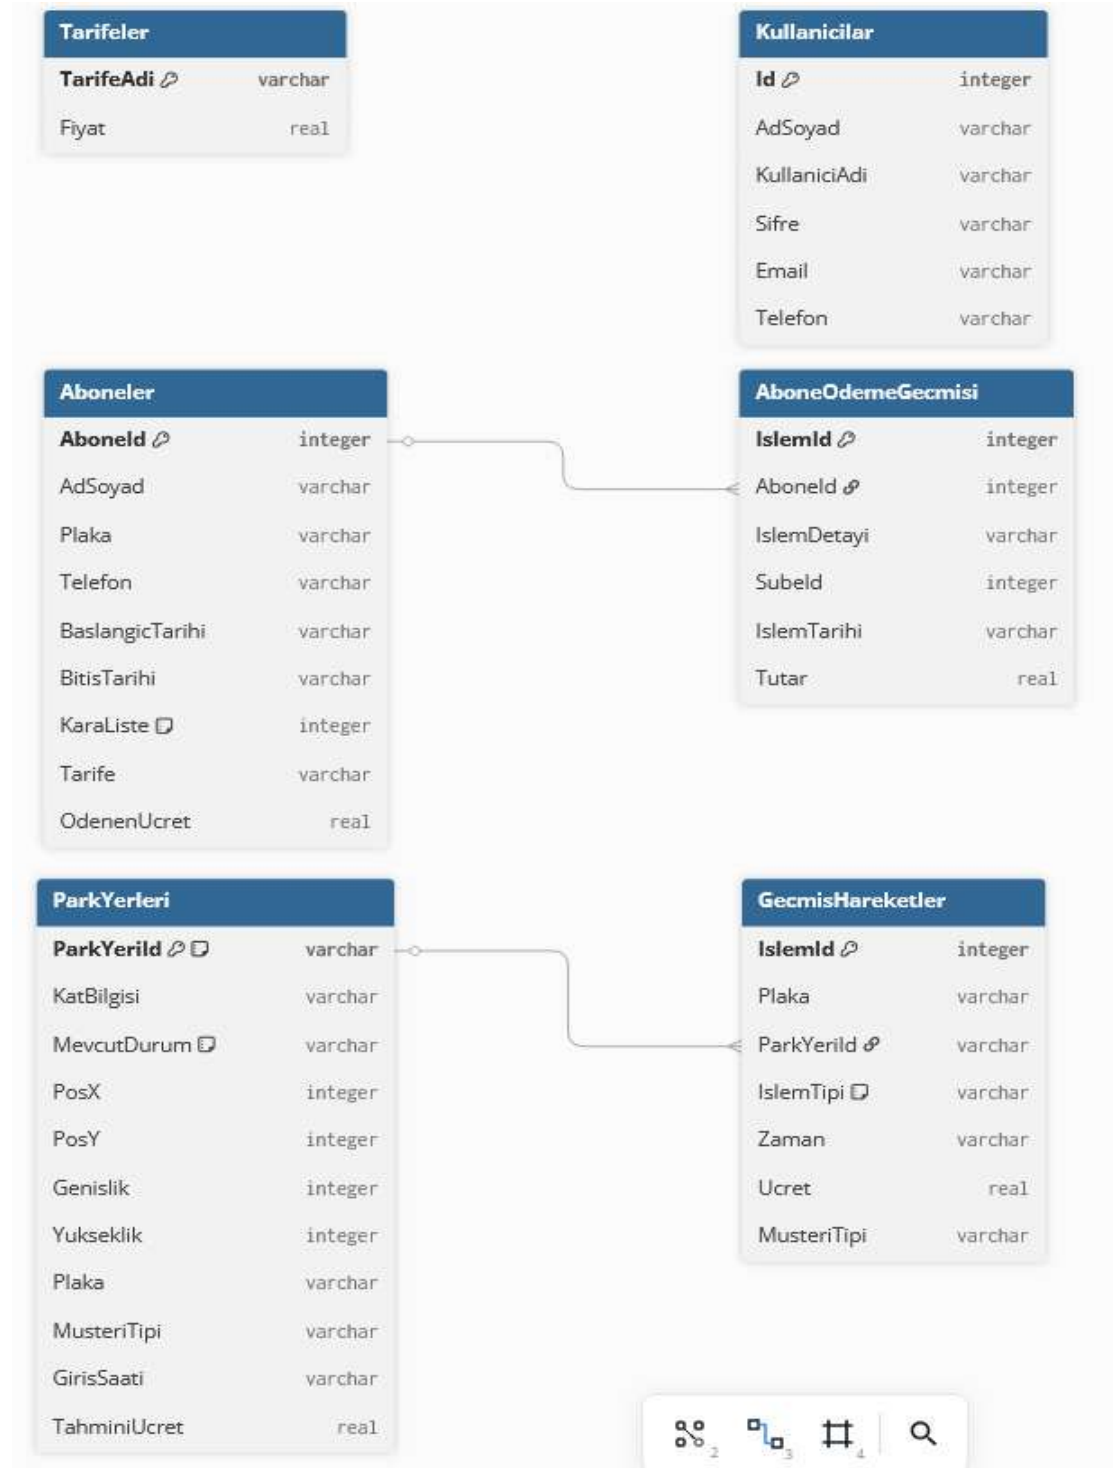 Tarifeler
TarifeAdi varchar
Fiyat real
Kullanicilar
Id integer
AdSoyad varchar
KullaniciAdi varchar
Sifre varchar
Email varchar
Telefon varchar
Aboneler
AboneId integer
AdSoyad varchar
Plaka varchar
Telefon varchar
BaslangicTarihi varchar
BitisTarihi varchar
KaraListe integer
Tarife varchar
OdenenUcret real
AboneOdemeGecmisi
IslemId integer
AboneId integer
IslemDetayi varchar
SubeId integer
IslemTarihi varchar
Tutar real
ParkYerleri
ParkYeriId varchar
KatBilgisi varchar
MevcutDurum varchar
PosX integer
PosY integer
Genislik integer
Yukseklik integer
Plaka varchar
MusteriTipi varchar
GirisSaati varchar
TahminiUcret real
GecmisHareketler
IslemId integer
Plaka varchar
ParkYeriId varchar
IslemTipi varchar
Zaman varchar
Ucret real
MusteriTipi varchar
2 3 4